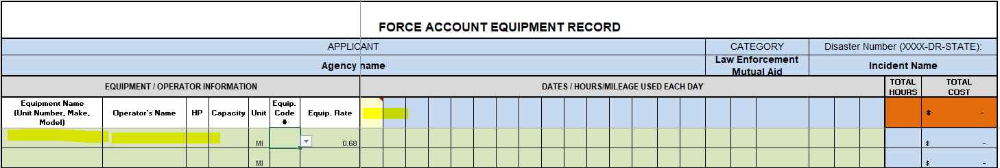 FORCE ACCOUNT EQUIPMENT RECORD
APPLICANT CATEGORY Disaster Number (XXXX-DR-STATE):
Agency name Law Enforcement Mutual Aid Incident Name
EQUIPMENT / OPERATOR INFORMATION DATES / HOURS/MILEAGE USED EACH DAY TOTAL HOURS TOTAL COST
Equipment Name
(Unit Number, Make,
Model)
Operator's Name HP Capacity Unit
Equip.
Code
#
Equip. Rate
$ -
MI 0.68 $ -
MI $ -